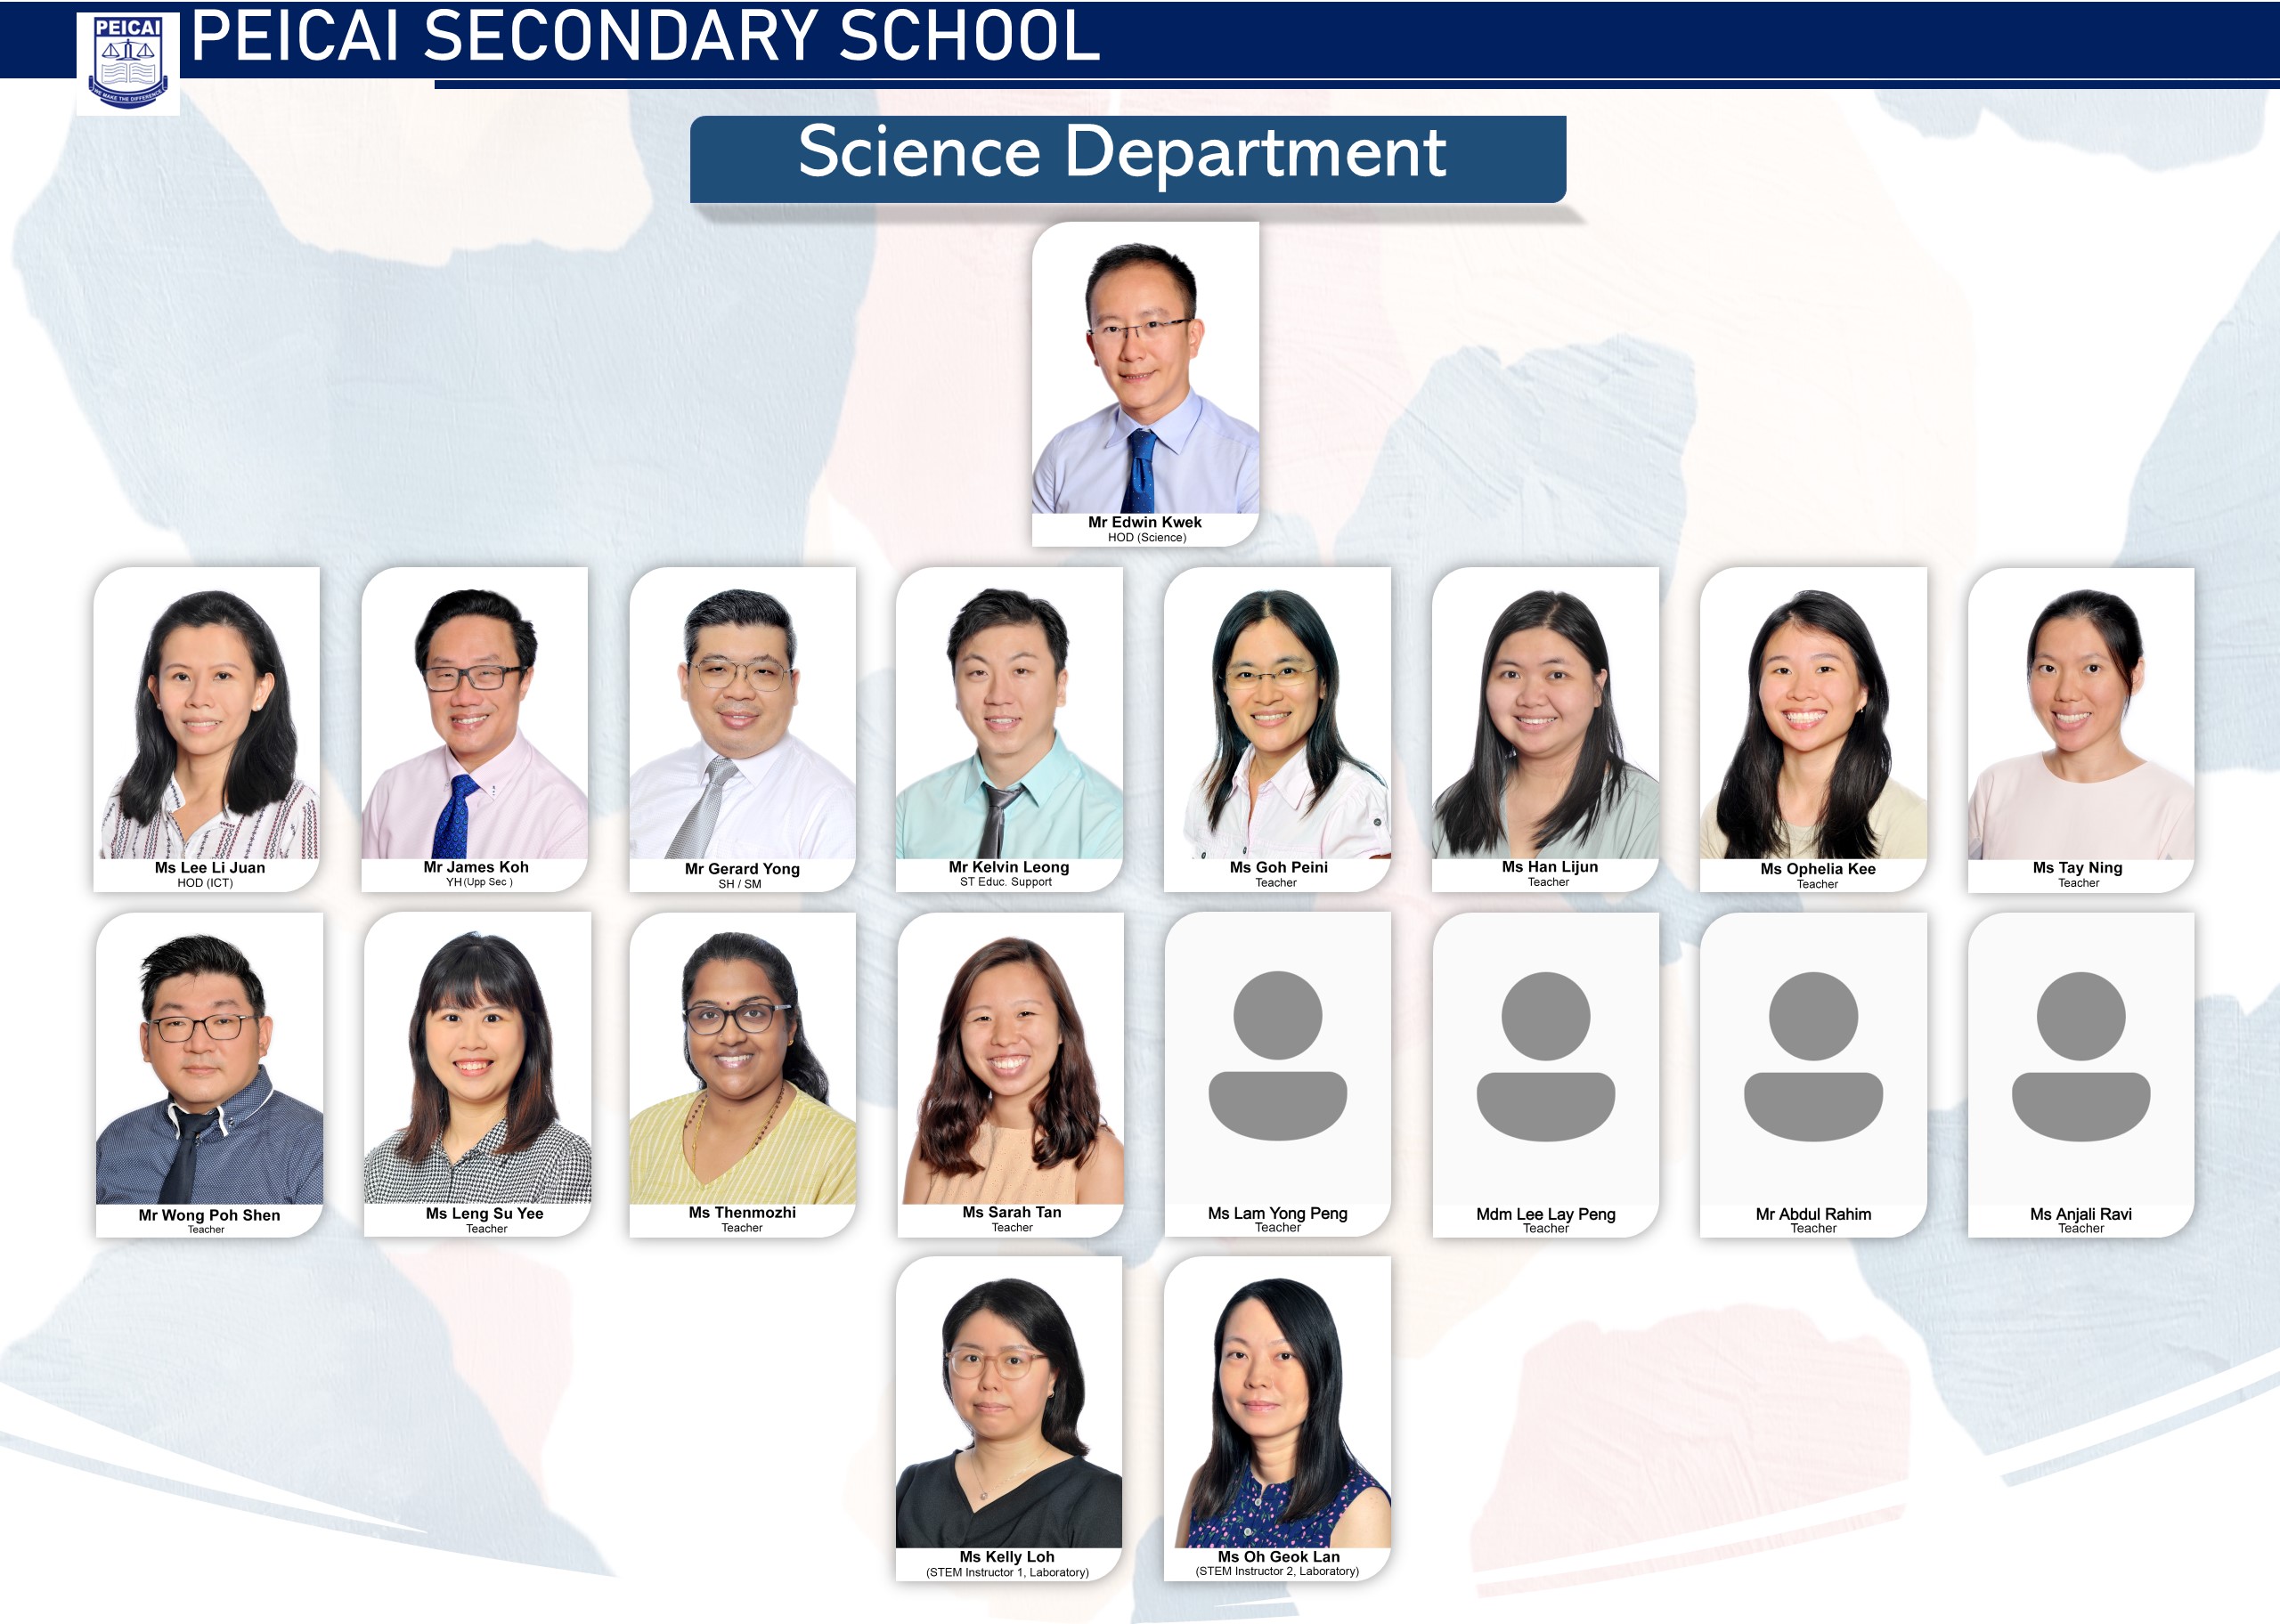 PEICAI
WE MAKE THE DIFFERENCE
PEICAI SECONDARY SCHOOL
Science Department
Mr Edwin Kwek
HOD (Science)
Ms Lee Li Juan
HOD (ICT)
Mr James Koh
YH (Upp Sec )
Mr Gerard Yong
SH / SM
Mr Kelvin Leong
ST Educ. Support
Ms Goh Peini
Teacher
Ms Han Lijun
Teacher
Ms Ophelia Kee
Teacher
Ms Tay Ning
Teacher
Mr Wong Poh Shen
Teacher
Ms Leng Su Yee
Teacher
Ms Thenmozhi
Teacher
Ms Sarah Tan
Teacher
Ms Lam Yong Peng
Teacher
Mdm Lee Lay Peng
Teacher
Mr Abdul Rahim
Teacher
Ms Anjali Ravi
Teacher
Ms Kelly Loh
(STEM Instructor 1, Laboratory)
Ms Oh Geok Lan
(STEM Instructor 2, Laboratory)